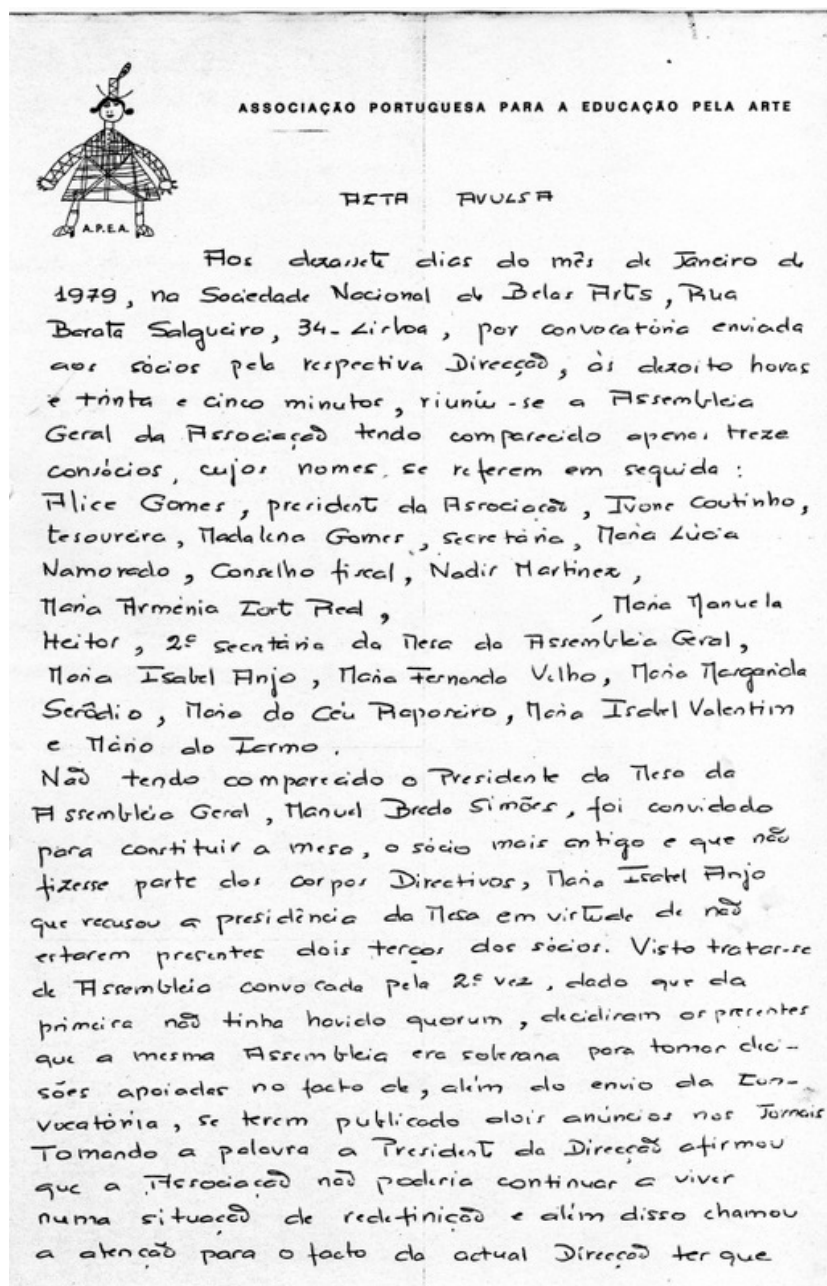 ASSOCIAÇÃO PORTUGUESA PARA A EDUCAÇÃO PELA ARTE
A.P.E.A.
ACTA AVULSA
Aos dezassete dias do mês de Janeiro de
1979, na Sociedade Nacional de Belas Arts, Rua
Barata Salgueiro, 34 - Lisboa, por convocatória enviada
aos sócios pela respectiva Direcção, às dezoito horas
e trinta e cinco minutos, riuniu-se a Assembleia
Geral da Associação tendo comparecido apenas treze
consócios, cujos nomes se referem em seguida:
Alice Gomes, president da Associação, Ivone Coutinho,
tesoureira, Madalena Gomes, secretária, Maria Lúcia
Namorado, Conselho fiscal, Nadir Martinez,
Maria Arménia Cort Real, , Maria Manuela
Heitor, 2ª secretária da Mesa da Assembleia Geral,
Maria Isabel Anjo, Maria Fernanda Vilho, Maria Margarida
Serôdio, Maria do Céu Raposeiro, Maria Isabel Valentim
e Mário do Carmo.
Não tendo comparecido o Presidente da Mesa da
Assembleia Geral, Manuel Breda Simões, foi convidado
para constituir a mesa, o sócio mais antigo e que não
fizesse parte dos corpos Directivos, Maria Isabel Anjo
que recusou a presidência da Mesa em virtude de não
estarem presentes dois terços dos sócios. Visto tratar-se
de Assembleia convocada pela 2ª vez, dado que da
primeira não tinha havido quorum, decidiram os presentes
que a mesma Assembleia era soberana para tomar deci-
sões apoiados no facto de, além do envio da Con-
vocatória, se terem publicado dois anúncios nos Jornais
Tomando a palavra a President da Direcção afirmou
que a Associação não poderia continuar a viver
numa situação de redefinição e além disso chamou
a atenção para o facto da actual Direcção ter que